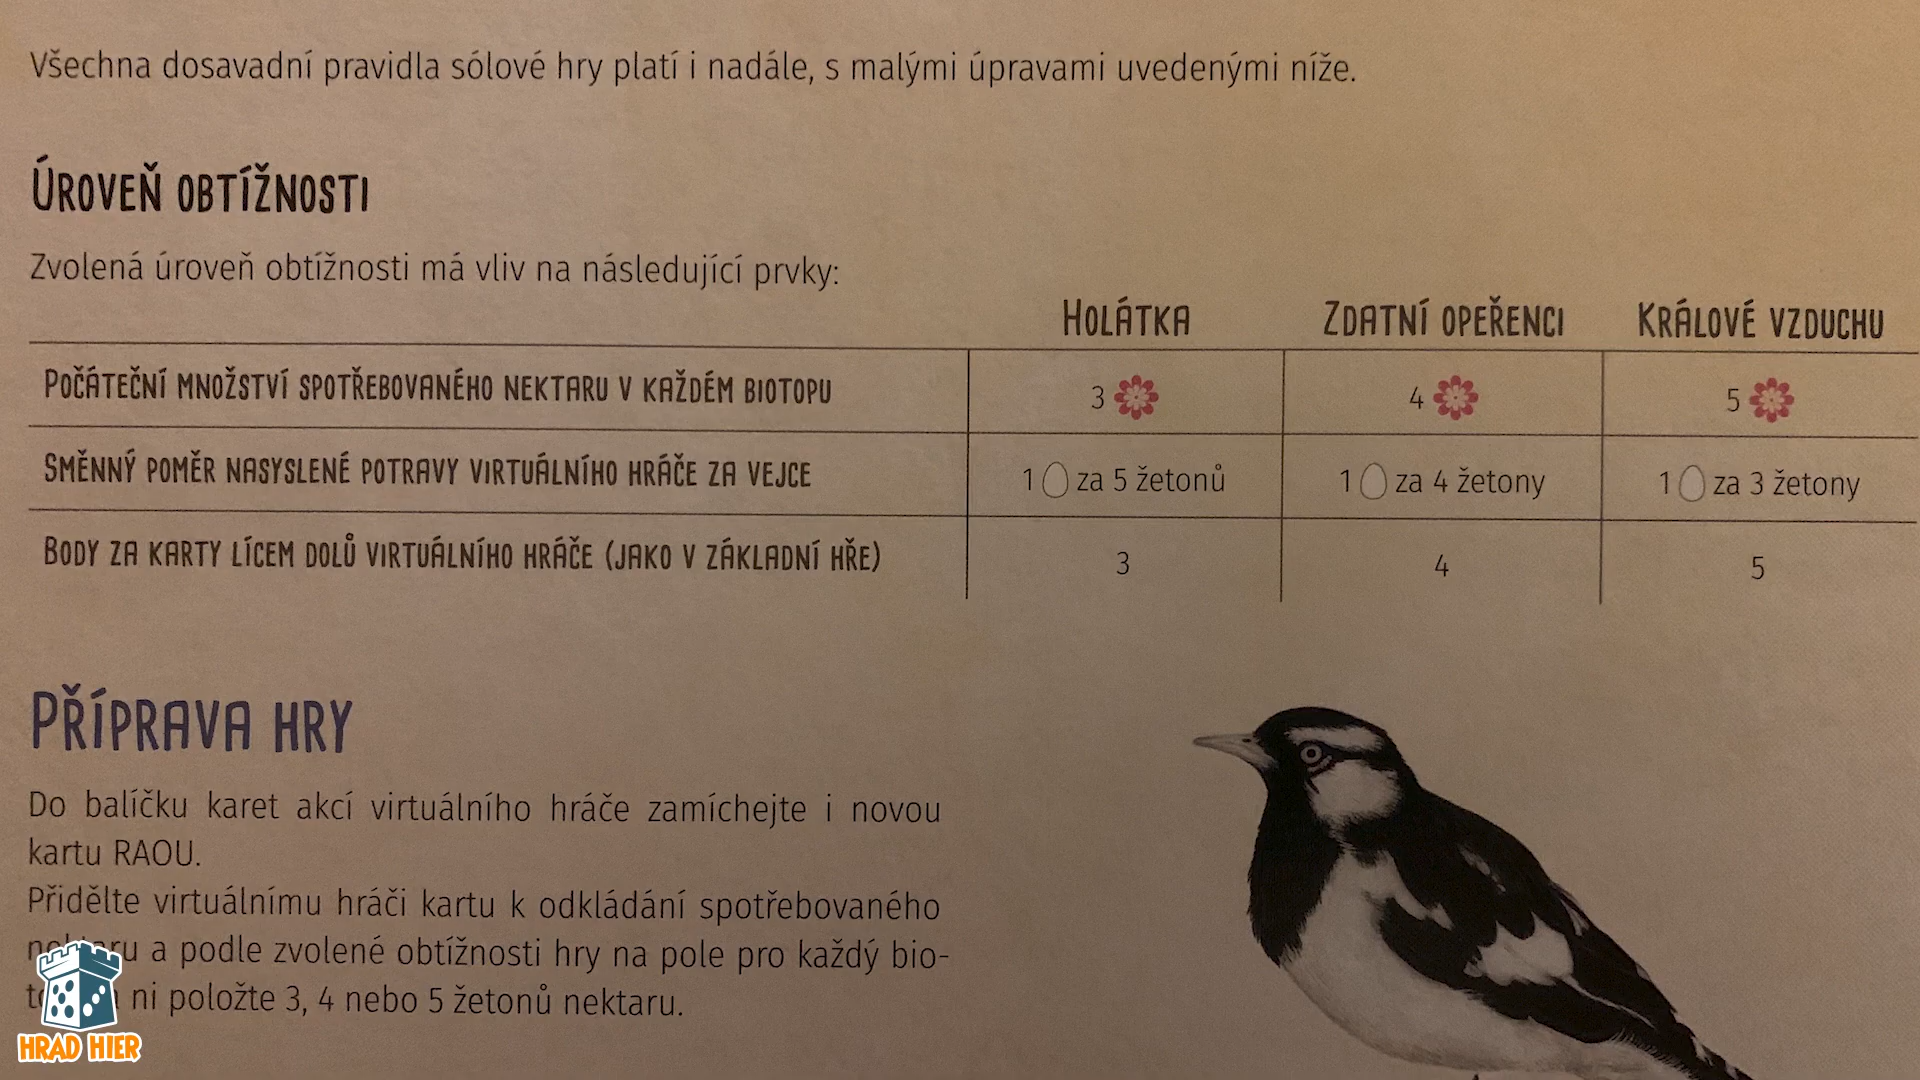 Všechna dosavadní pravidla sólové hry platí i nadále, s malými úpravami uvedenými níže.
ÚROVEŇ OBTÍŽNOSTI
Zvolená úroveň obtížnosti má vliv na následující prvky:
HOLÁTKA ZDATNÍ OPEŘENCI KRÁLOVÉ VZDUCHU
POČÁTEČNÍ MNOŽSTVÍ SPOTŘEBOVANÉHO NEKTARU V KAŽDÉM BIOTOPU 3 4 5
SMĚNNÝ POMĚR NASYSLENÉ POTRAVY VIRTUÁLNÍHO HRÁČE ZA VEJCE 1 za 5 žetonů 1 za 4 žetony 1 za 3 žetony
BODY ZA KARTY LÍCEM DOLŮ VIRTUÁLNÍHO HRÁČE (JAKO V ZÁKLADNÍ HŘE) 3 4 5
PŘÍPRAVA HRY
Do balíčku karet akcí virtuálního hráče zamíchejte i novou
kartu RAOU.
Přidělte virtuálnímu hráči kartu k odkládání spotřebovaného
a podle zvolené obtížnosti hry na pole pro každý bio-
ni položte 3, 4 nebo 5 žetonů nektaru.
HRAD HIER